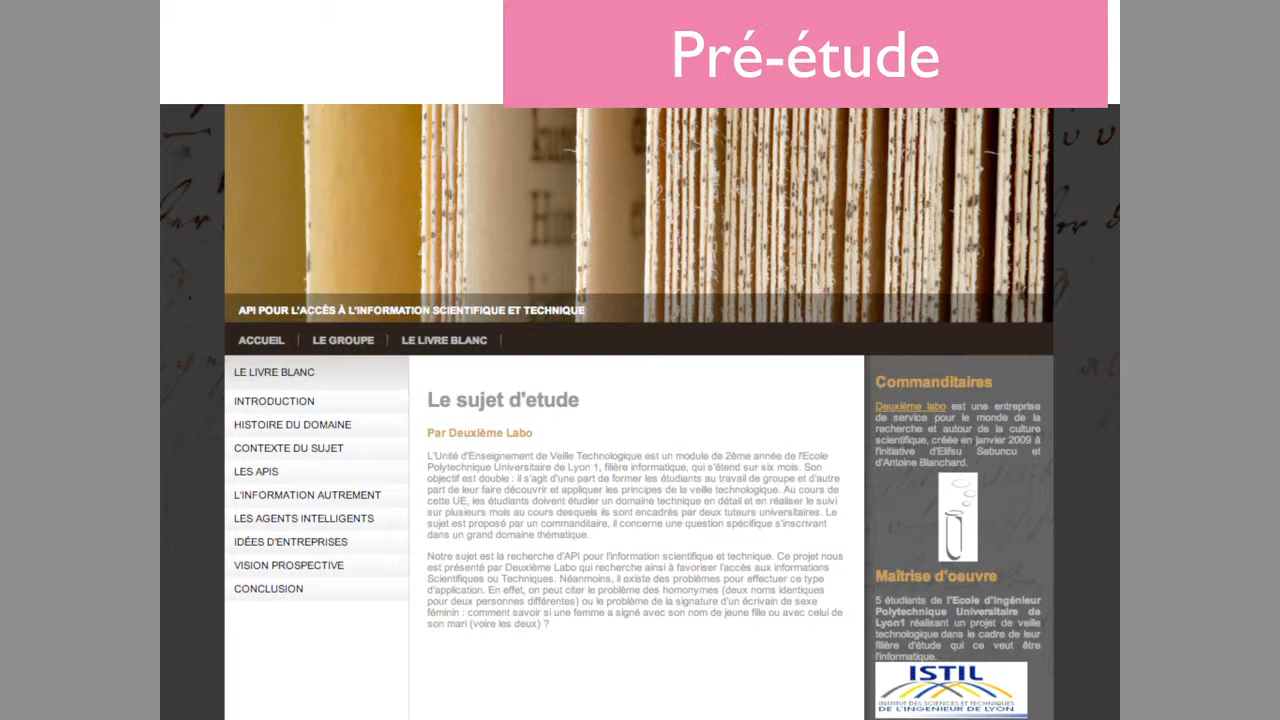 Pré-étude
API POUR L'ACCÈS À L'INFORMATION SCIENTIFIQUE ET TECHNIQUE
ACCUEIL | LE GROUPE | LE LIVRE BLANC |
LE LIVRE BLANC
INTRODUCTION
HISTOIRE DU DOMAINE
CONTEXTE DU SUJET
LES APIS
L'INFORMATION AUTREMENT
LES AGENTS INTELLIGENTS
IDÉES D'ENTREPRISES
VISION PROSPECTIVE
CONCLUSION
Le sujet d'etude
Par Deuxième Labo
L'Unité d'Enseignement de Veille Technologique est un module de 2ème année de l'Ecole
Polytechnique Universitaire de Lyon 1, filière informatique, qui s'étend sur six mois. Son
objectif est double : il s'agit d'une part de former les étudiants au travail de groupe et d'autre
part de leur faire découvrir et appliquer les principes de la veille technologique. Au cours de
cette UE, les étudiants doivent étudier un domaine technique en détail et en réaliser le suivi
sur plusieurs mois au cours desquels ils sont encadrés par deux tuteurs universitaires. Le
sujet est proposé par un commanditaire, il concerne une question spécifique s'inscrivant
dans un grand domaine thématique.
Notre sujet est la recherche d'API pour l'information scientifique et technique. Ce projet nous
est présenté par Deuxième Labo qui recherche ainsi à favoriser l'accès aux informations
Scientifiques ou Techniques. Néanmoins, il existe des problèmes pour effectuer ce type
d'application. En effet, on peut citer le problème des homonymes (deux noms identiques
pour deux personnes différentes) ou le problème de la signature d'un écrivain de sexe
féminin : comment savoir si une femme a signé avec son nom de jeune fille ou avec celui de
son mari (voire les deux) ?
Commanditaires
Deuxième labo est une entreprise
de service pour le monde de la
recherche et autour de la culture
scientifique, créée en janvier 2009 à
l'initiative d'Elifsu Sabuncu et
d'Antoine Blanchard.
Maîtrise d'oeuvre
5 étudiants de l'Ecole d'Ingénieur
Polytechnique Universitaire de
Lyon1 réalisant un projet de veille
technologique dans le cadre de leur
filière d'étude qui ce veut être
l'informatique.
ISTIL
INSTITUT DES SCIENCES ET TECHNIQUES
DE L'INGENIEUR DE LYON